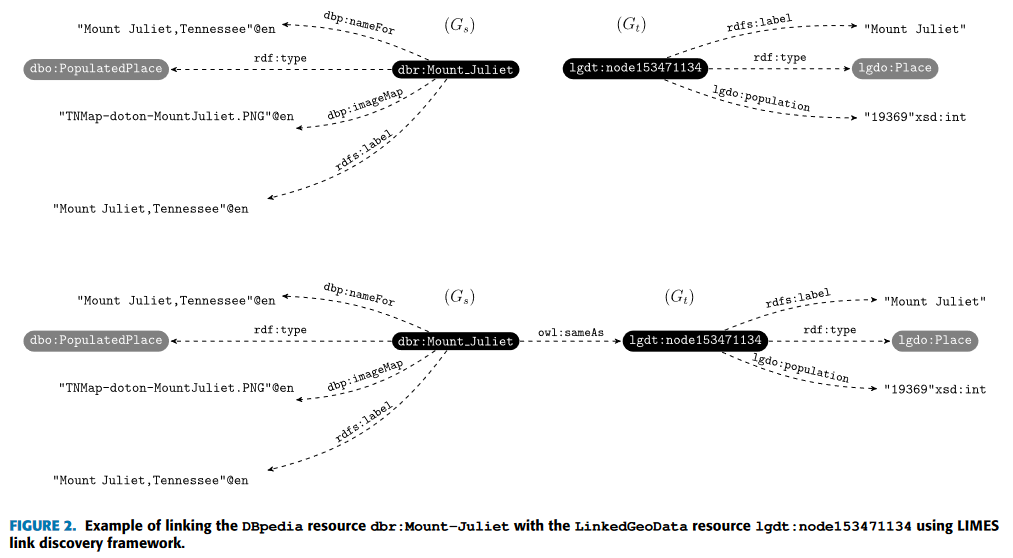 "Mount Juliet,Tennessee"@en
dbp:nameFor
(Gs)
(Gt)
rdfs:label
"Mount Juliet"
dbo:PopulatedPlace
rdf:type
dbr:Mount_Juliet
lgdt:node153471134
rdf:type
lgdo:Place
"TNMap-doton-MountJuliet.PNG"@en
dbp:imageMap
lgdo:population
"19369"xsd:int
rdfs:label
"Mount Juliet,Tennessee"@en
"Mount Juliet,Tennessee"@en
dbp:nameFor
(Gs)
(Gt)
rdfs:label
"Mount Juliet"
dbo:PopulatedPlace
rdf:type
dbr:Mount_Juliet
owl:sameAs
lgdt:node153471134
rdf:type
lgdo:Place
"TNMap-doton-MountJuliet.PNG"@en
dbp:imageMap
lgdo:population
"19369"xsd:int
rdfs:label
"Mount Juliet,Tennessee"@en
FIGURE 2. Example of linking the DBpedia resource dbr:Mount-Juliet with the LinkedGeoData resource lgdt:node153471134 using LIMES
link discovery framework.